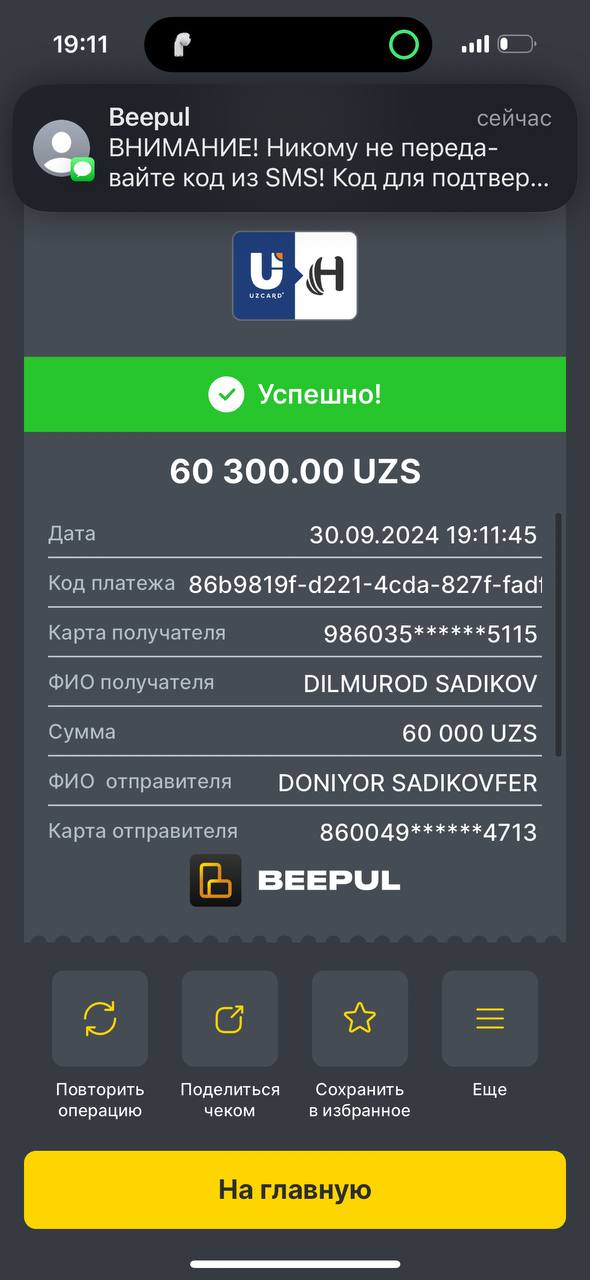 19:11
Beepul
сейчас
ВНИМАНИЕ! Никому не переда-
вайте код из SMS! Код для подтвер...
UZCARD
Успешно!
60 300.00 UZS
Дата 30.09.2024 19:11:45
Код платежа 86b9819f-d221-4cda-827f-fadf
Карта получателя 986035******5115
ФИО получателя DILMUROD SADIKOV
Сумма 60 000 UZS
ФИО отправителя DONIYOR SADIKOVFER
Карта отправителя 860049******4713
BEEPUL
Повторить
операцию
Поделиться
чеком
Сохранить
в избранное
Еще
На главную